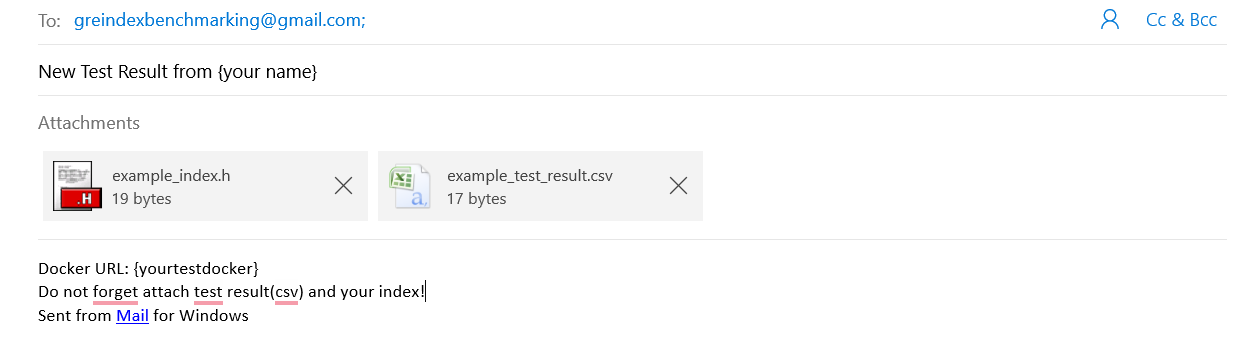 To: greindexbenchmarking@gmail.com;
Cc & Bcc
New Test Result from {your name}
Attachments
example_index.h
19 bytes
.H
example_test_result.csv
17 bytes
a,
Docker URL: {yourtestdocker}
Do not forget attach test result(csv) and your index!
Sent from Mail for Windows